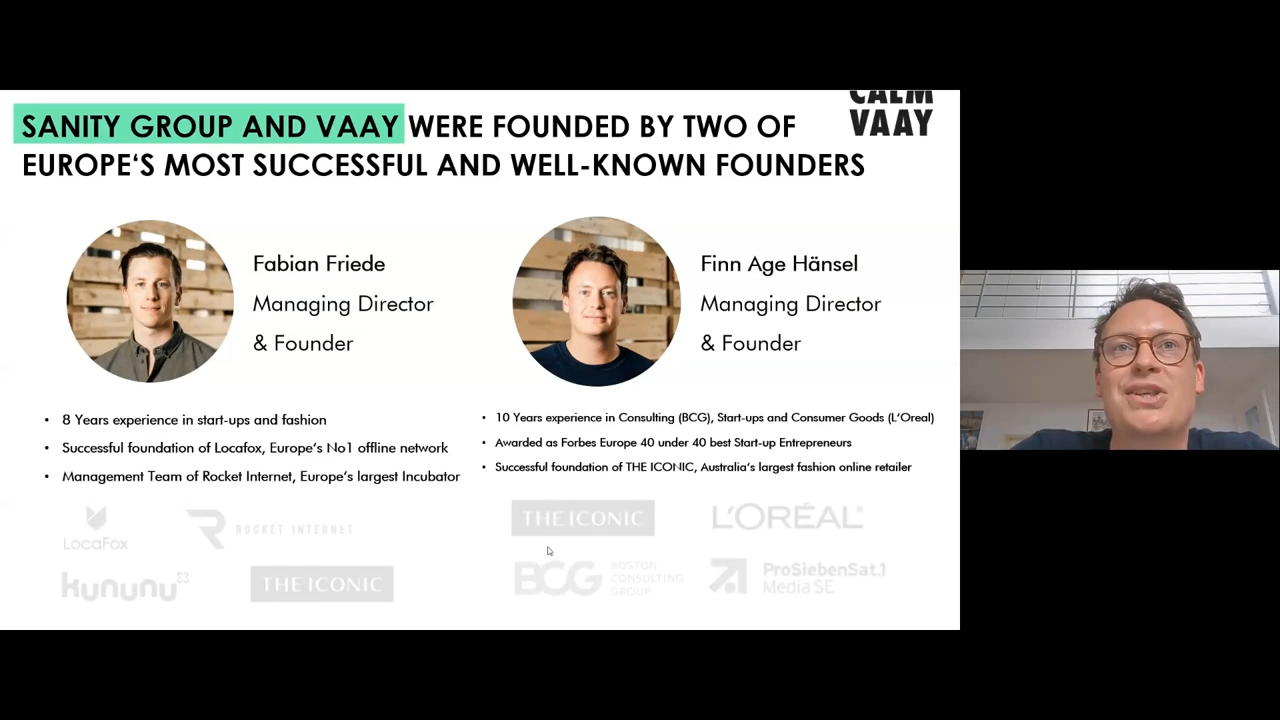 CALM
VAAY
SANITY GROUP AND VAAY WERE FOUNDED BY TWO OF
EUROPE‘S MOST SUCCESSFUL AND WELL-KNOWN FOUNDERS
Fabian Friede
Managing Director
& Founder
• 8 Years experience in start-ups and fashion
• Successful foundation of Locafox, Europe‘s No1 offline network
• Management Team of Rocket Internet, Europe‘s largest Incubator
LocaFox
ROCKET INTERNET
kununu
THE ICONIC
Finn Age Hänsel
Managing Director
& Founder
• 10 Years experience in Consulting (BCG), Start-ups and Consumer Goods (L‘Oreal)
• Awarded as Forbes Europe 40 under 40 best Start-up Entrepreneurs
• Successful foundation of THE ICONIC, Australia‘s largest fashion online retailer
THE ICONIC
L'ORÉAL
BCG
BOSTON
CONSULTING
GROUP
ProSiebenSat.1
Media SE